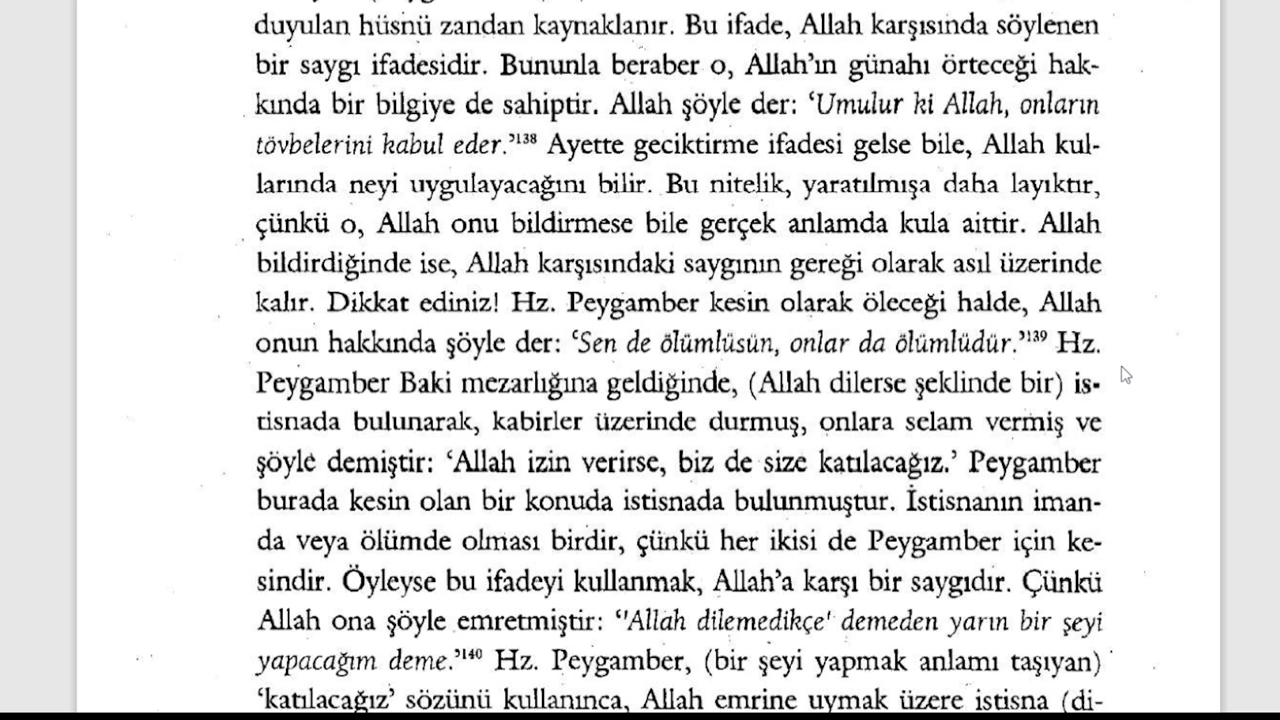 duyulan hüsnü zandan kaynaklanır. Bu ifade, Allah karşısında söylenen
bir saygı ifadesidir. Bununla beraber o, Allah’ın günahı örteceği hak-
kında bir bilgiye de sahiptir. Allah şöyle der: ‘Umulur ki Allah, onların
tövbelerini kabul eder.’138 Ayette geciktirme ifadesi gelse bile, Allah kul-
larında neyi uygulayacağını bilir. Bu nitelik, yaratılmışa daha layıktır,
çünkü o, Allah onu bildirmese bile gerçek anlamda kula aittir. Allah
bildirdiğinde ise, Allah karşısındaki saygının gereği olarak asıl üzerinde
kalır. Dikkat ediniz! Hz. Peygamber kesin olarak öleceği halde, Allah
onun hakkında şöyle der: ‘Sen de ölümlüsün, onlar da ölümlüdür.’139 Hz.
Peygamber Baki mezarlığına geldiğinde, (Allah dilerse şeklinde bir) is-
tisnada bulunarak, kabirler üzerinde durmuş, onlara selam vermiş ve
şöyle demiştir: ‘Allah izin verirse, biz de size katılacağız.’ Peygamber
burada kesin olan bir konuda istisnada bulunmuştur. İstisnanın iman-
da veya ölümde olması birdir, çünkü her ikisi de Peygamber için ke-
sindir. Öyleyse bu ifadeyi kullanmak, Allah’a karşı bir saygıdır. Çünkü
Allah ona şöyle emretmiştir: ‘'Allah dilemedikçe' demeden yarın bir şeyi
yapacağım deme.’140 Hz. Peygamber, (bir şeyi yapmak anlamı taşıyan)
‘katılacağız’ sözünü kullanınca, Allah emrine uymak üzere istisna (di-